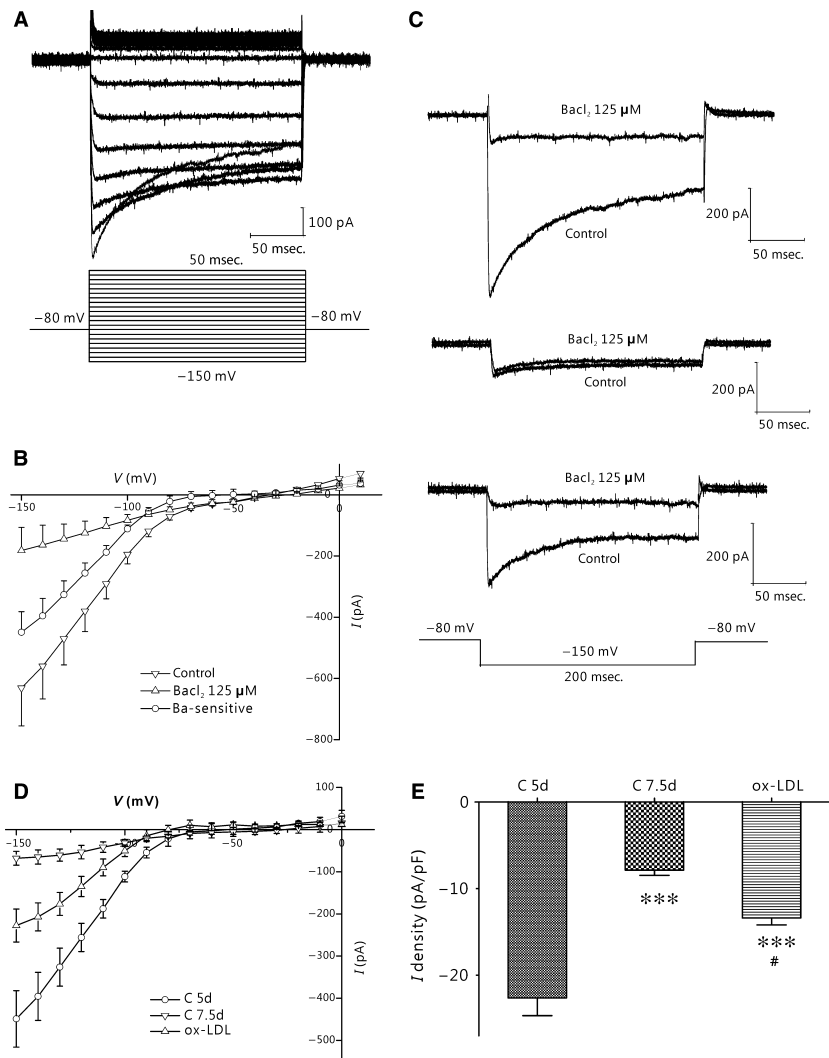 A
100 pA
50 msec.
50 msec.
−80 mV
−80 mV
−150 mV
B
V (mV)
−150
−100
−50
0
−200
−400
−600
−800
I (pA)
Control
Bacl₂ 125 µM
Ba-sensitive
C
Bacl₂ 125 µM
Control
200 pA
50 msec.
Bacl₂ 125 µM
Control
200 pA
50 msec.
Bacl₂ 125 µM
Control
200 pA
50 msec.
−80 mV
−80 mV
−150 mV
200 msec.
D
V (mV)
100
−150
−100
−50
0
−100
−200
−300
−400
−500
I (pA)
C 5d
C 7.5d
ox-LDL
E
C 5d
C 7.5d
ox-LDL
0
−10
−20
I density (pA/pF)
***
***
#